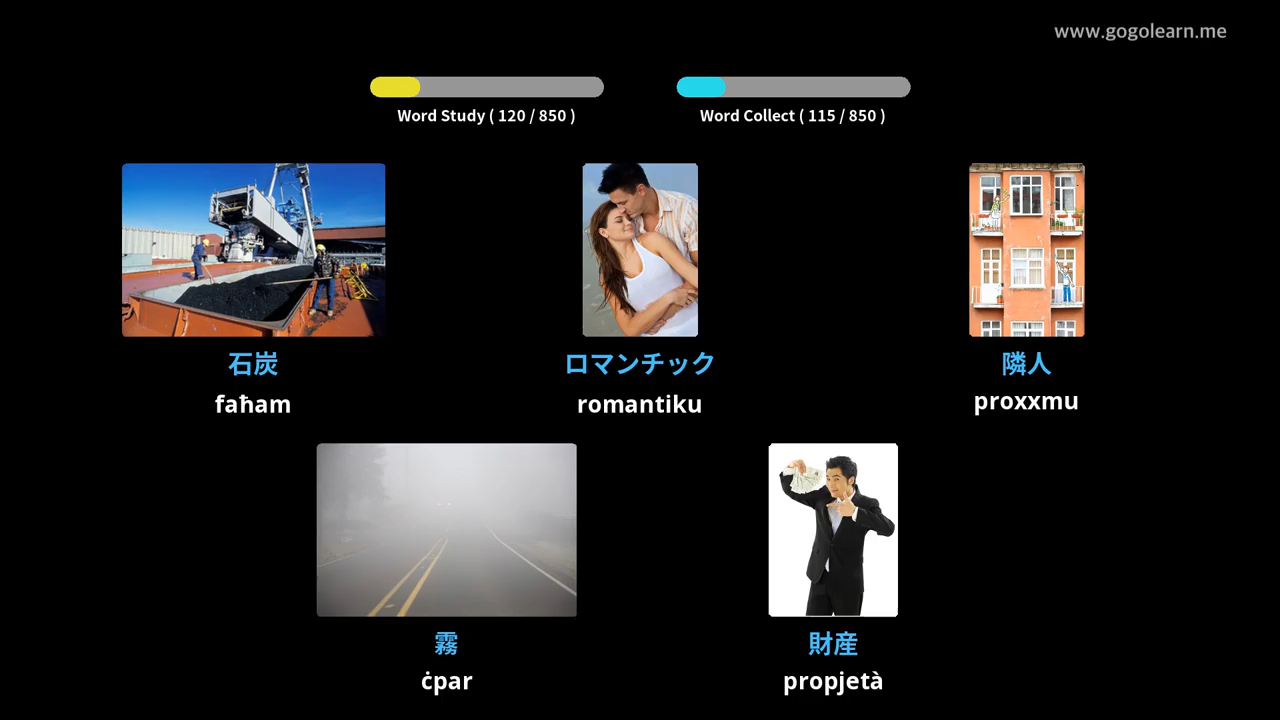 www.gogolearn.me
Word Study ( 120 / 850 )
Word Collect ( 115 / 850 )
石炭
faħam
ロマンチック
romantiku
隣人
proxxmu
霧
ċpar
財産
propjetà